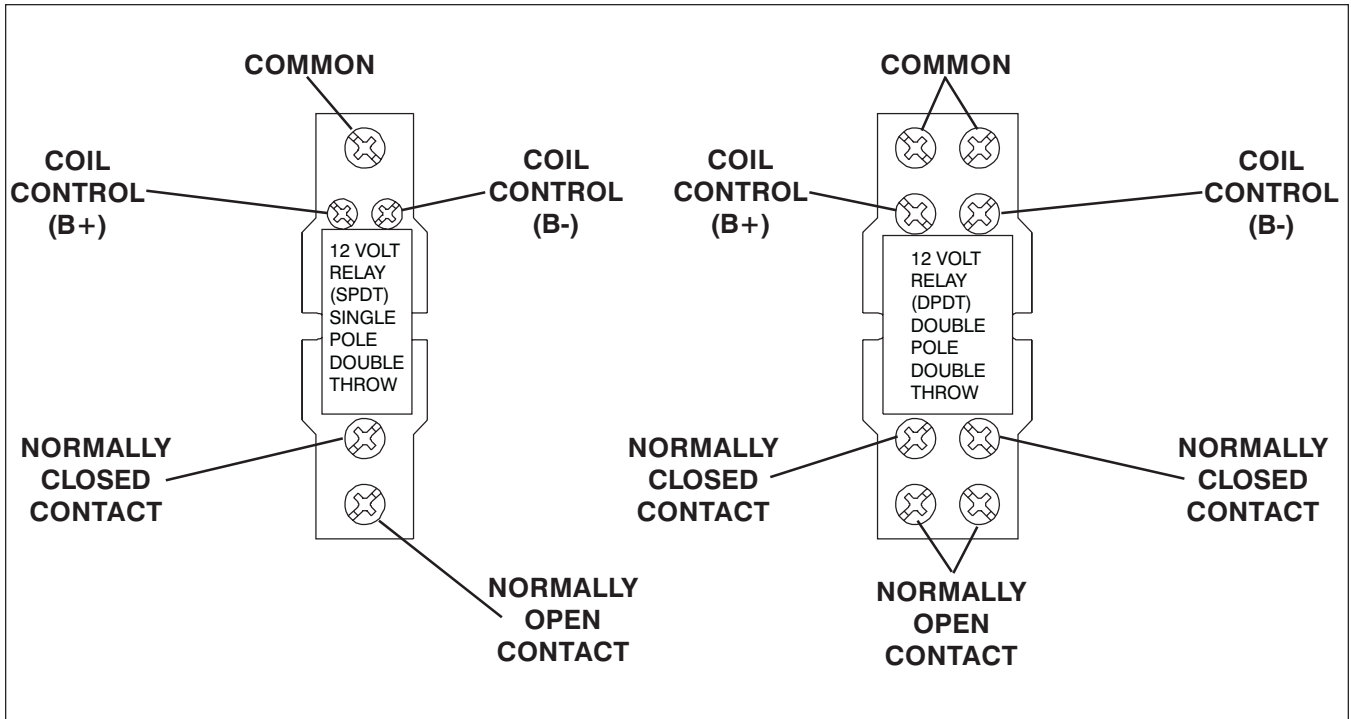 COMMON
COIL
CONTROL
(B+)
COIL
CONTROL
(B-)
12 VOLT
RELAY
(SPDT)
SINGLE
POLE
DOUBLE
THROW
NORMALLY
CLOSED
CONTACT
NORMALLY
OPEN
CONTACT
COMMON
COIL
CONTROL
(B+)
COIL
CONTROL
(B-)
12 VOLT
RELAY
(DPDT)
DOUBLE
POLE
DOUBLE
THROW
NORMALLY
CLOSED
CONTACT
NORMALLY
CLOSED
CONTACT
NORMALLY
OPEN
CONTACT